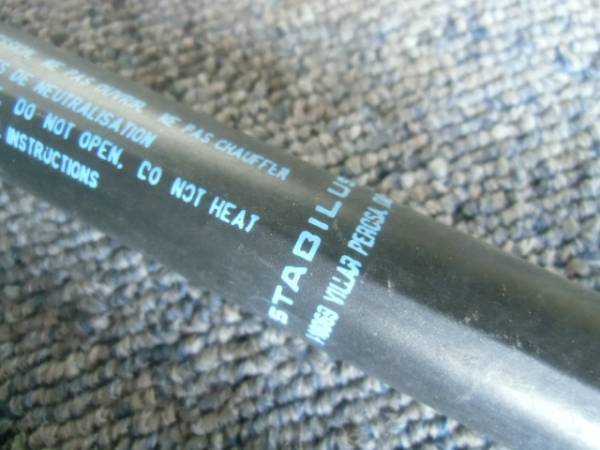 NE PAS OUVRIR, NE PAS CHAUFFER
DE NEUTRALISATION
DO NOT OPEN, DO NOT HEAT
INSTRUCTIONS
STABILUS
VILLAR PEROSA